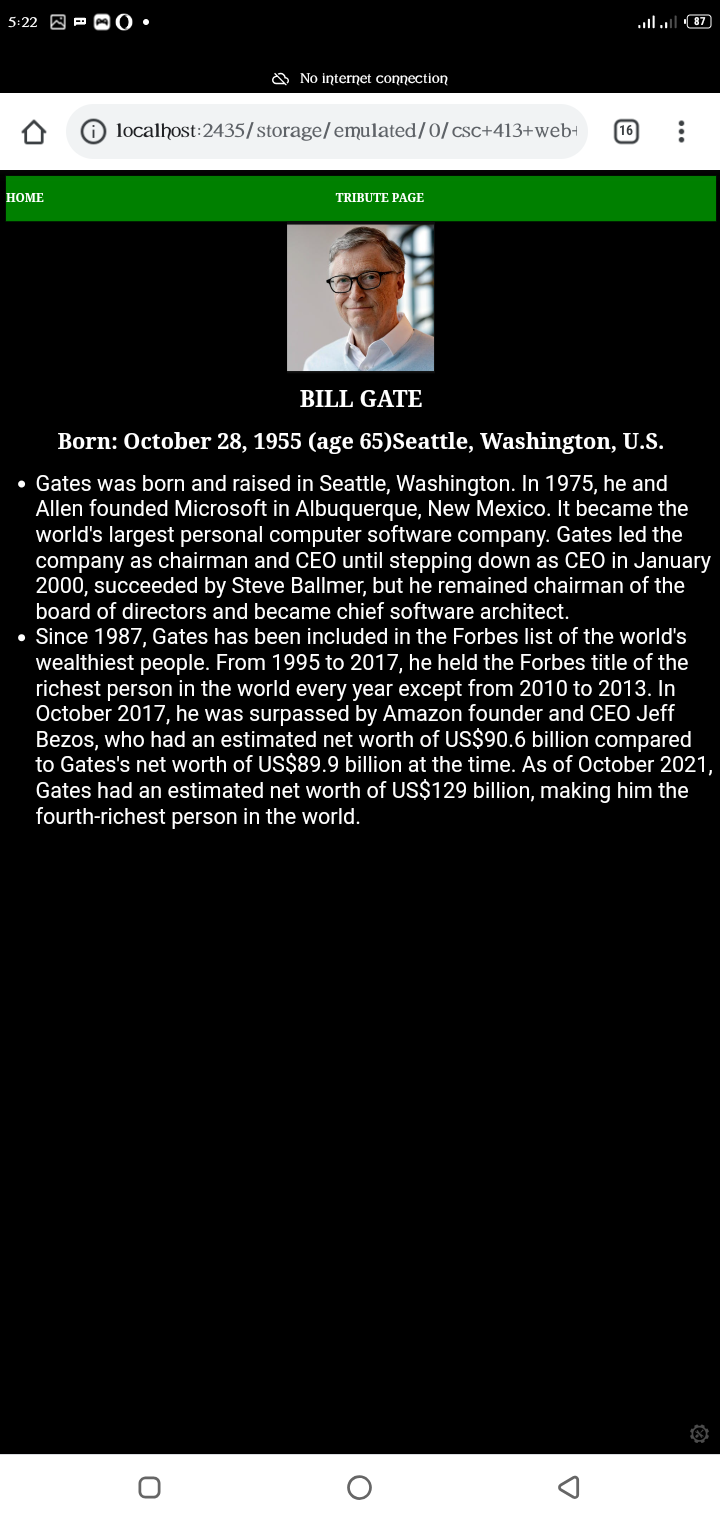 5:22
87
No internet connection
localhost:2435/storage/emulated/0/csc+413+web+
16
HOME
TRIBUTE PAGE
BILL GATE
Born: October 28, 1955 (age 65)Seattle, Washington, U.S.
• Gates was born and raised in Seattle, Washington. In 1975, he and
Allen founded Microsoft in Albuquerque, New Mexico. It became the
world's largest personal computer software company. Gates led the
company as chairman and CEO until stepping down as CEO in January
2000, succeeded by Steve Ballmer, but he remained chairman of the
board of directors and became chief software architect.
• Since 1987, Gates has been included in the Forbes list of the world's
wealthiest people. From 1995 to 2017, he held the Forbes title of the
richest person in the world every year except from 2010 to 2013. In
October 2017, he was surpassed by Amazon founder and CEO Jeff
Bezos, who had an estimated net worth of US$90.6 billion compared
to Gates's net worth of US$89.9 billion at the time. As of October 2021,
Gates had an estimated net worth of US$129 billion, making him the
fourth-richest person in the world.